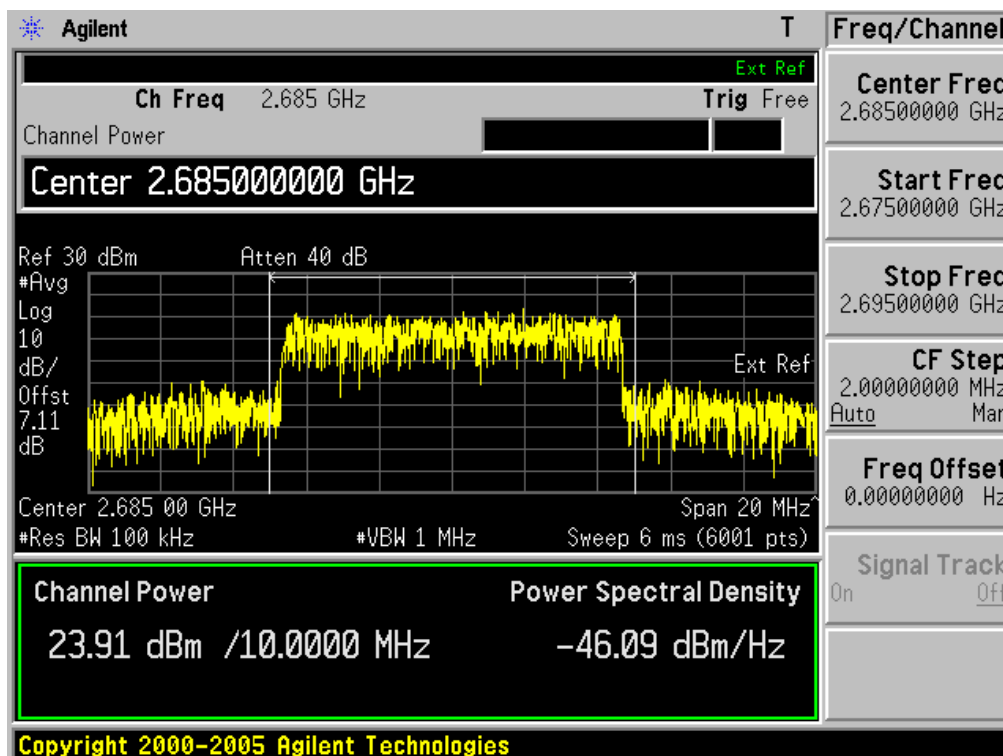 Agilent T
Ext Ref
Ch Freq 2.685 GHz Trig Free
Channel Power
Center 2.685000000 GHz
Ref 30 dBm Atten 40 dB
#Avg
Log
10
dB/
Offst
7.11
dB
Ext Ref
Center 2.685 00 GHz Span 20 MHz^
#Res BW 100 kHz #VBW 1 MHz Sweep 6 ms (6001 pts)
Channel Power Power Spectral Density
23.91 dBm /10.0000 MHz -46.09 dBm/Hz
Copyright 2000-2005 Agilent Technologies
Freq/Channel
Center Freq
2.68500000 GHz
Start Freq
2.67500000 GHz
Stop Freq
2.69500000 GHz
CF Step
2.00000000 MHz
Auto Man
Freq Offset
0.00000000 Hz
Signal Track
On Off